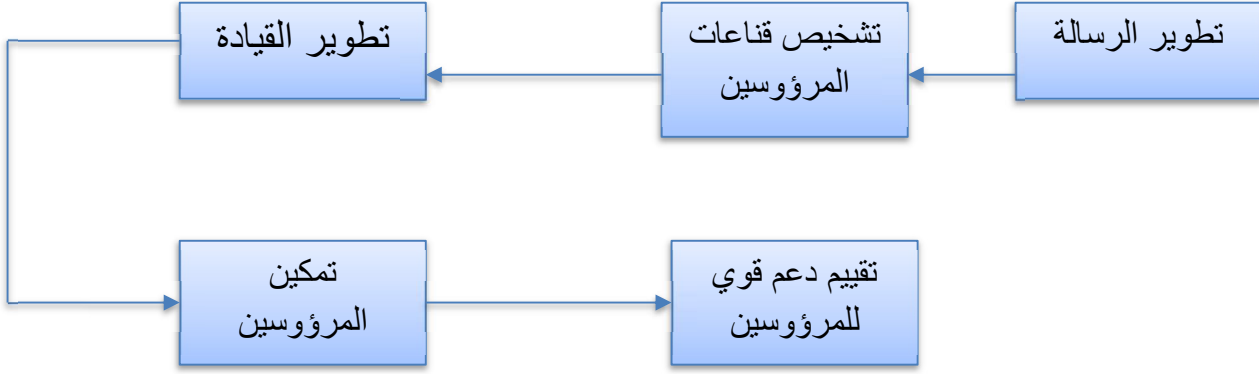 تطوير الرسالة
تشخيص قناعات
المرؤوسين
تطوير القيادة
تمكين
المرؤوسين
تقييم دعم قوي
للمرؤوسين